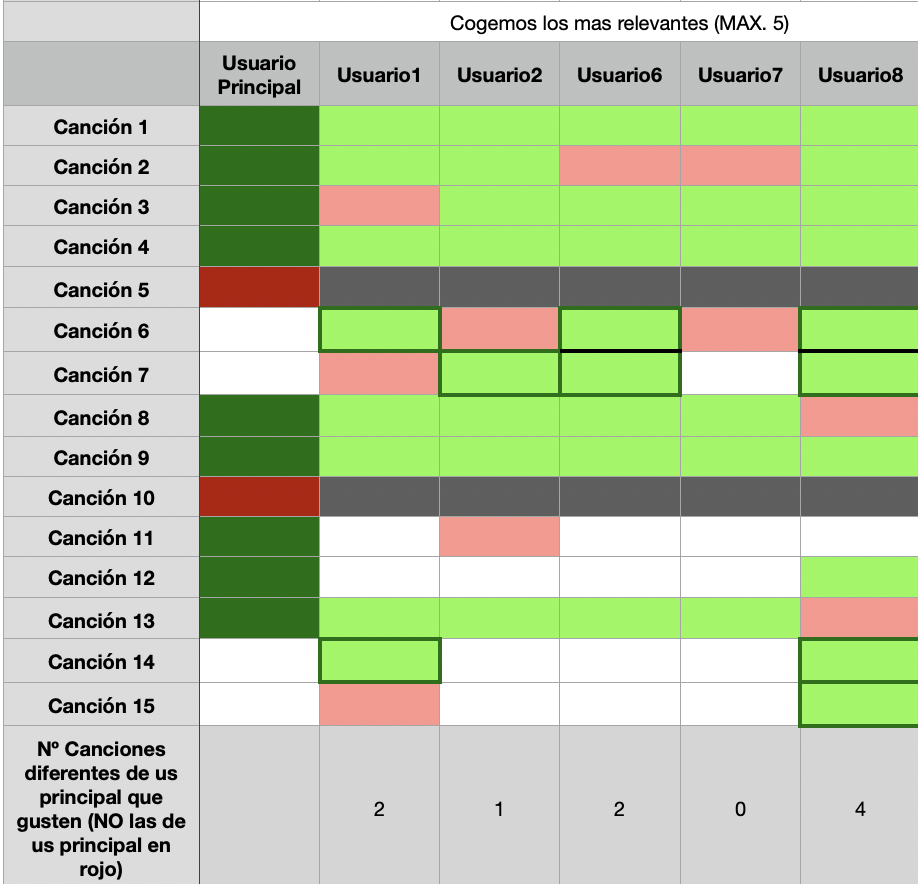 Cogemos los mas relevantes (MAX. 5)
Usuario
Principal
Usuario1
Usuario2
Usuario6
Usuario7
Usuario8
Canción 1
Canción 2
Canción 3
Canción 4
Canción 5
Canción 6
Canción 7
Canción 8
Canción 9
Canción 10
Canción 11
Canción 12
Canción 13
Canción 14
Canción 15
Nº Canciones
diferentes de us
principal que
gusten (NO las de
us principal en
rojo)
2
1
2
0
4